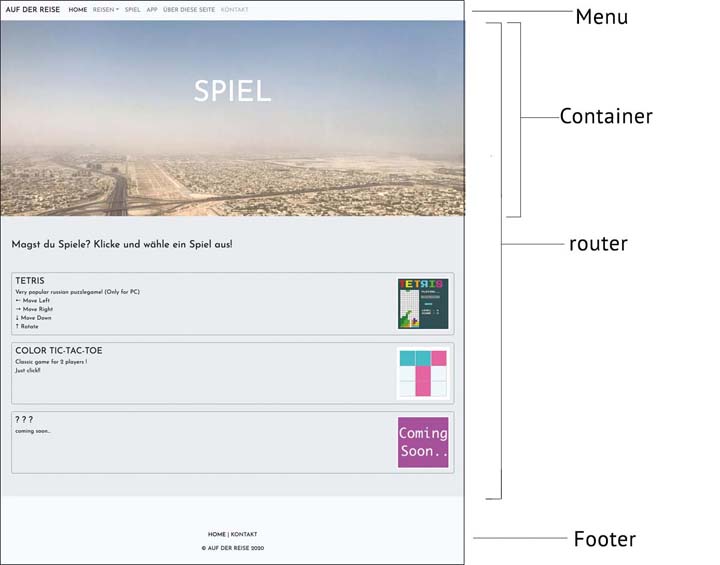 AUF DER REISE HOME REISEN SPIEL APP ÜBER DIESE SEITE KONTAKT
Menu
SPIEL
Container
Magst du Spiele? Klicke und wähle ein Spiel aus!
router
TETRIS
Very popular russian puzzlegame! (Only for PC)
← Move Left
→ Move Right
↓ Move Down
↑ Rotate
TETRIS
COLOR TIC-TAC-TOE
Classic game for 2 players !
Just click!!
? ? ?
coming soon...
Coming
Soon..
HOME | KONTAKT
Footer
© AUF DER REISE 2020